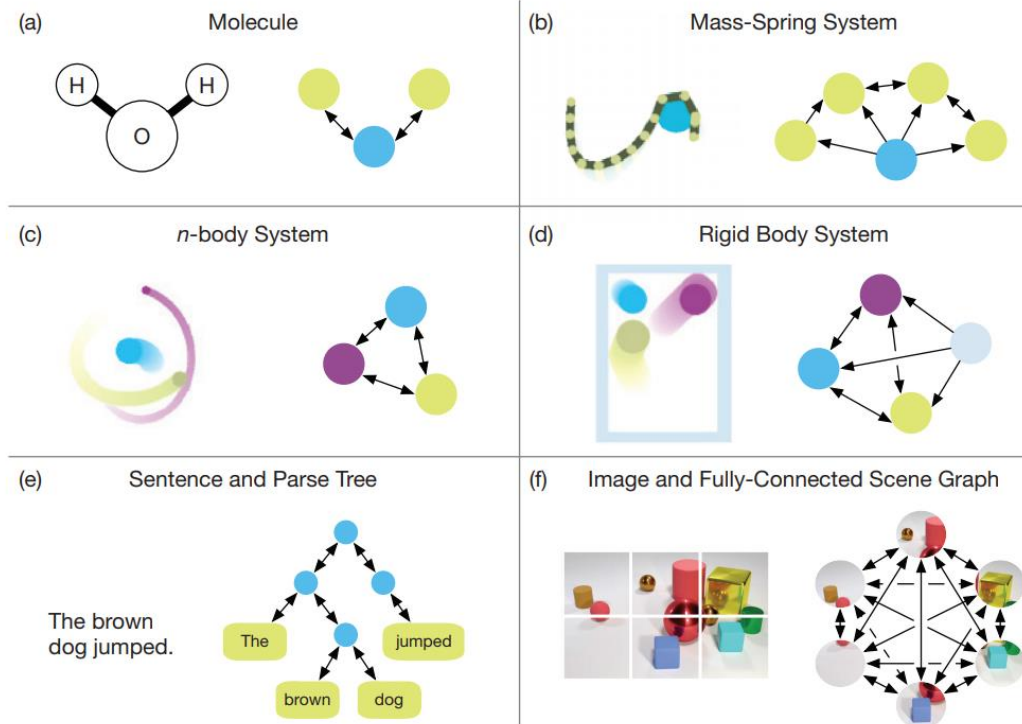 (a) Molecule
H H
O
(b) Mass-Spring System
(c) n-body System
(d) Rigid Body System
(e) Sentence and Parse Tree
The brown
dog jumped.
The jumped
brown dog
(f) Image and Fully-Connected Scene Graph